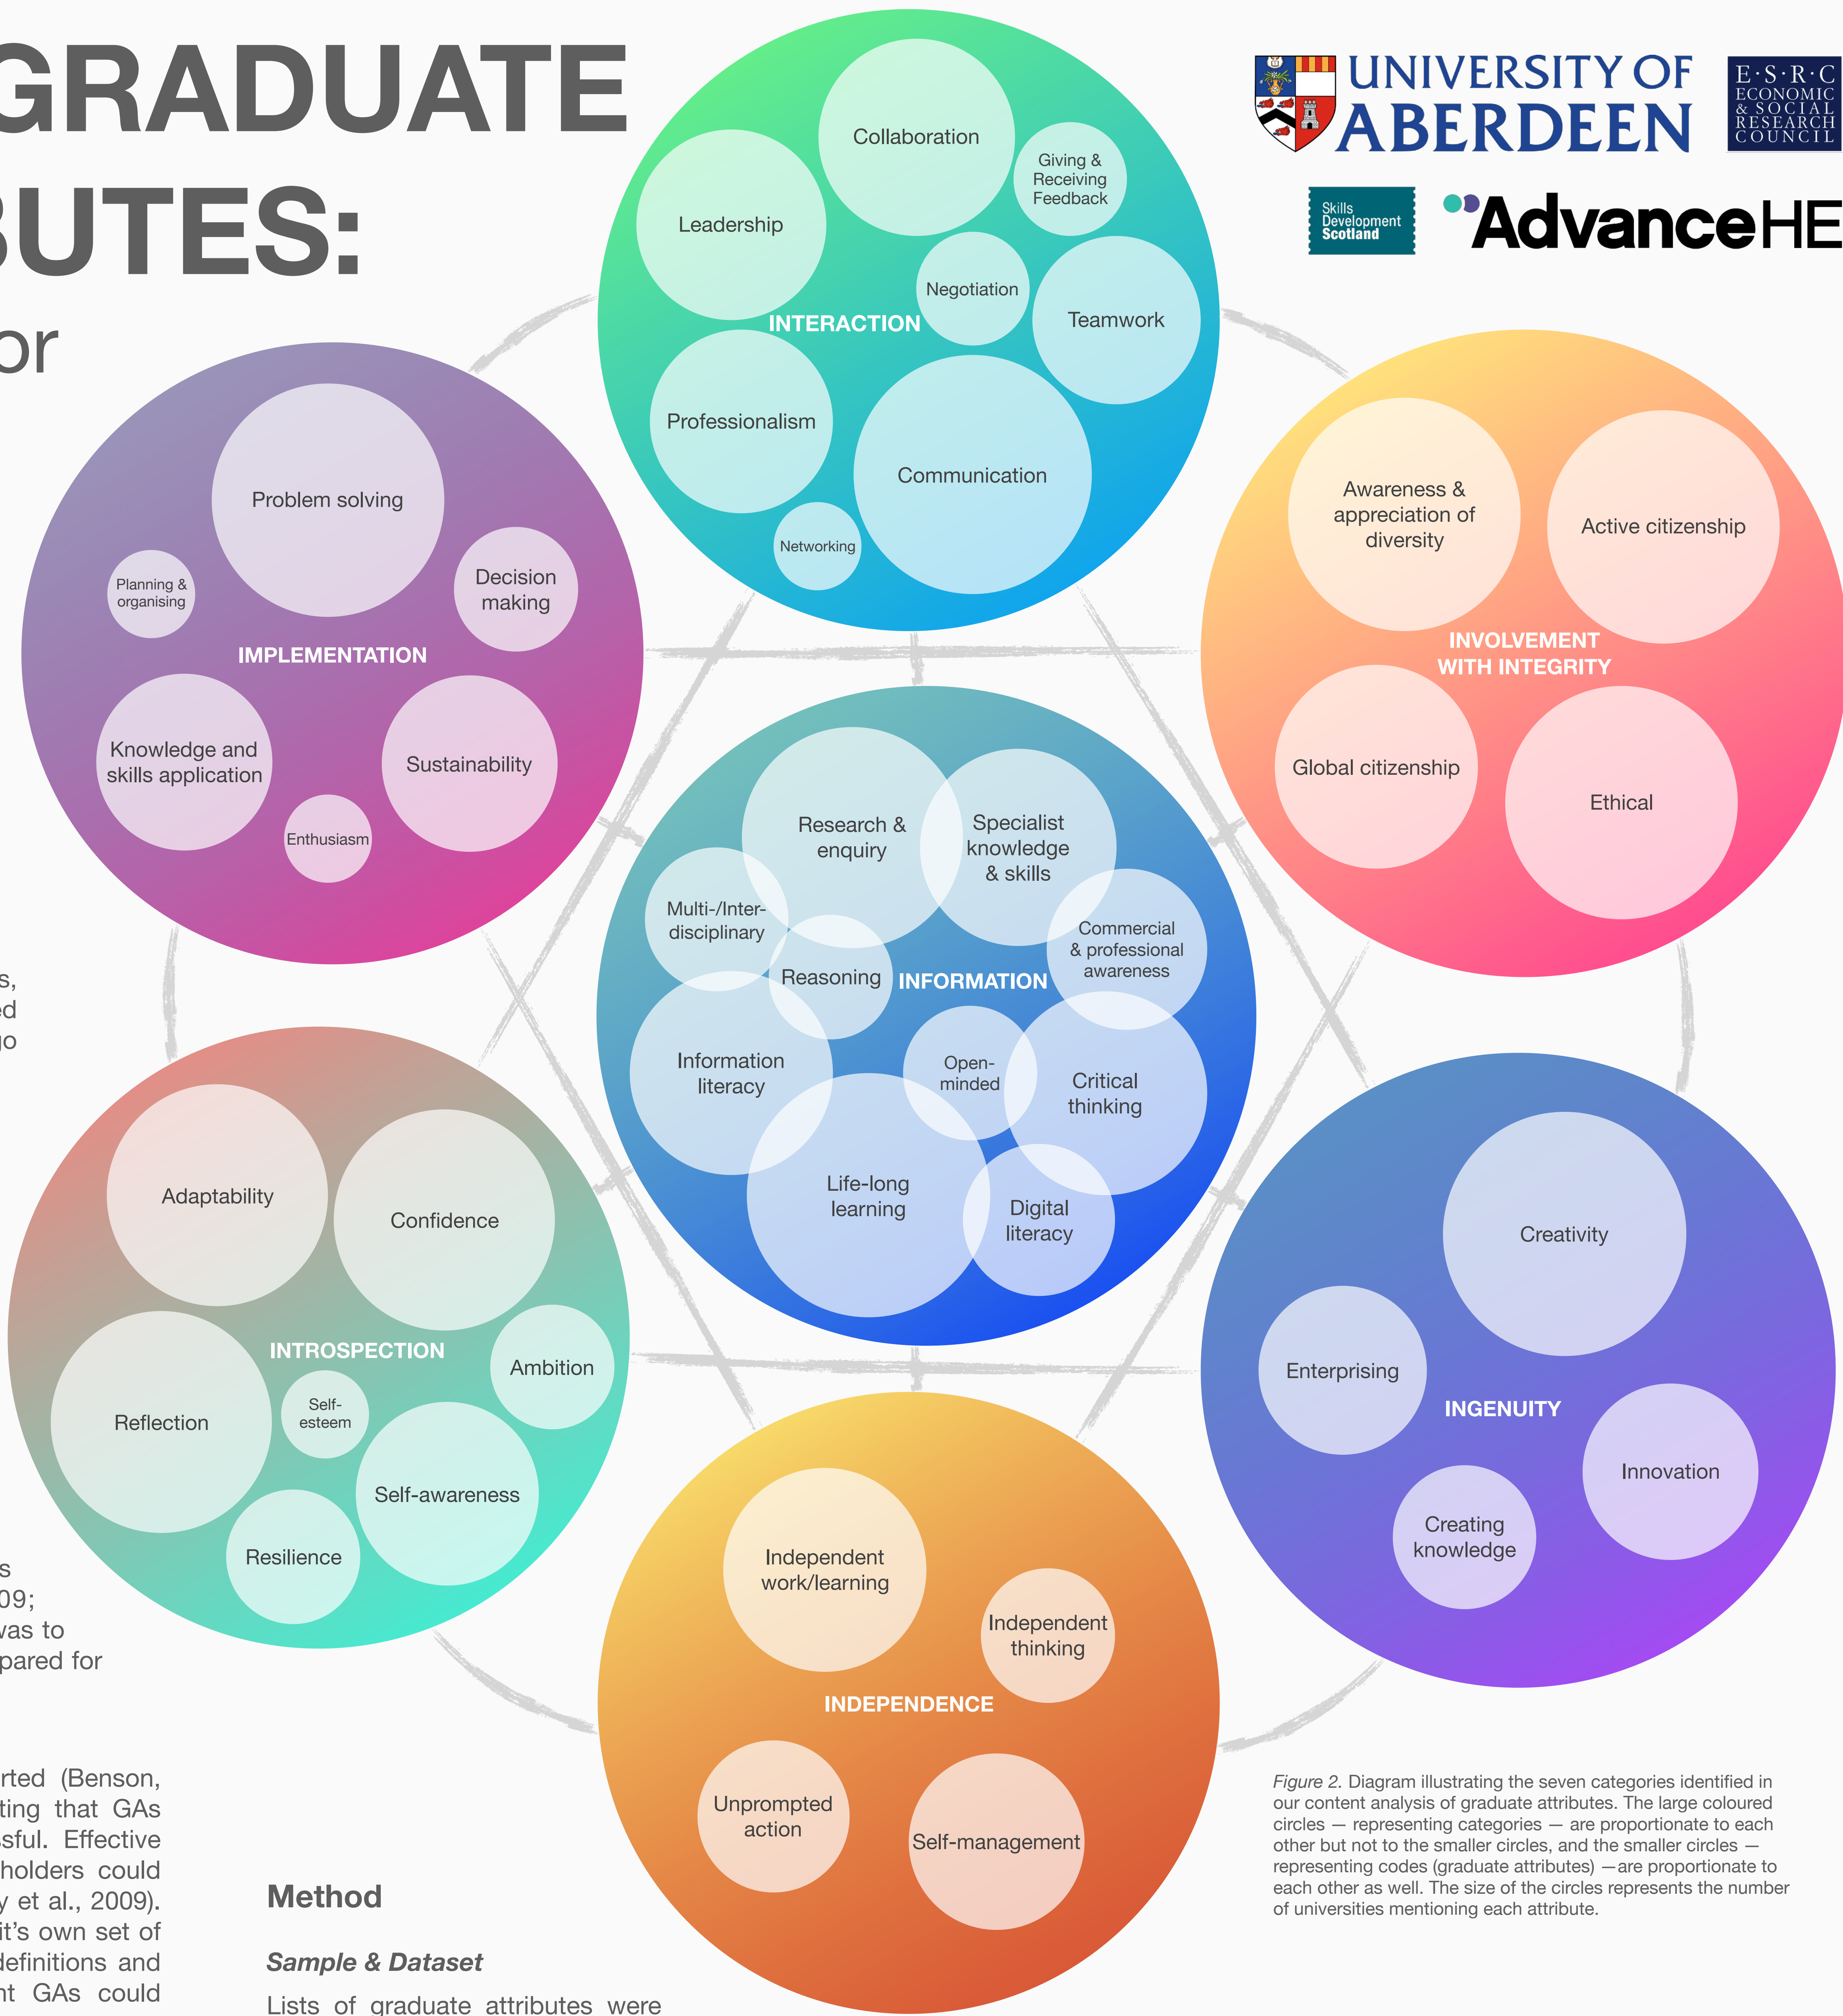 GRADUATE
BUTES:
or
UNIVERSITY OF
ABERDEEN
E·S·R·C
ECONOMIC
& SOCIAL
RESEARCH
COUNCIL
Skills
Development
Scotland
AdvanceHE
Collaboration
Giving &
Receiving
Feedback
Leadership
Negotiation
Teamwork
INTERACTION
Professionalism
Communication
Networking
Problem solving
Planning &
organising
Decision
making
IMPLEMENTATION
Knowledge and
skills application
Sustainability
Enthusiasm
Awareness &
appreciation of
diversity
Active citizenship
INVOLVEMENT
WITH INTEGRITY
Global citizenship
Ethical
Research &
enquiry
Specialist
knowledge
& skills
Multi-/Inter-
disciplinary
Commercial
& professional
awareness
Reasoning
INFORMATION
Information
literacy
Open-
minded
Critical
thinking
Life-long
learning
Digital
literacy
s,
ed
go
Adaptability
Confidence
INTROSPECTION
Ambition
Reflection
Self-
esteem
Self-awareness
Resilience
Creativity
Enterprising
INGENUITY
Innovation
Creating
knowledge
Independent
work/learning
Independent
thinking
INDEPENDENCE
Unprompted
action
Self-management
s
09;
was to
pared for
rted (Benson,
ting that GAs
ssful. Effective
holders could
y et al., 2009).
it's own set of
definitions and
nt GAs could
Method
Sample & Dataset
Lists of graduate attributes were
Figure 2. Diagram illustrating the seven categories identified in
our content analysis of graduate attributes. The large coloured
circles — representing categories — are proportionate to each
other but not to the smaller circles, and the smaller circles —
representing codes (graduate attributes) —are proportionate to
each other as well. The size of the circles represents the number
of universities mentioning each attribute.